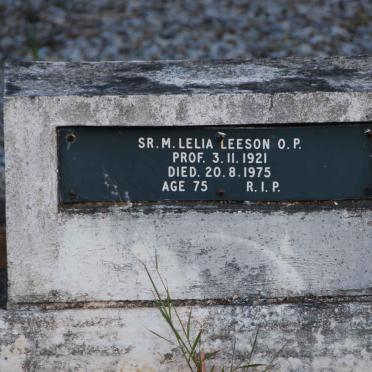 SR. M. LELIA LEESON O.P.
PROF. 3.11.1921
DIED. 20.8.1975
AGE 75 R.I.P.